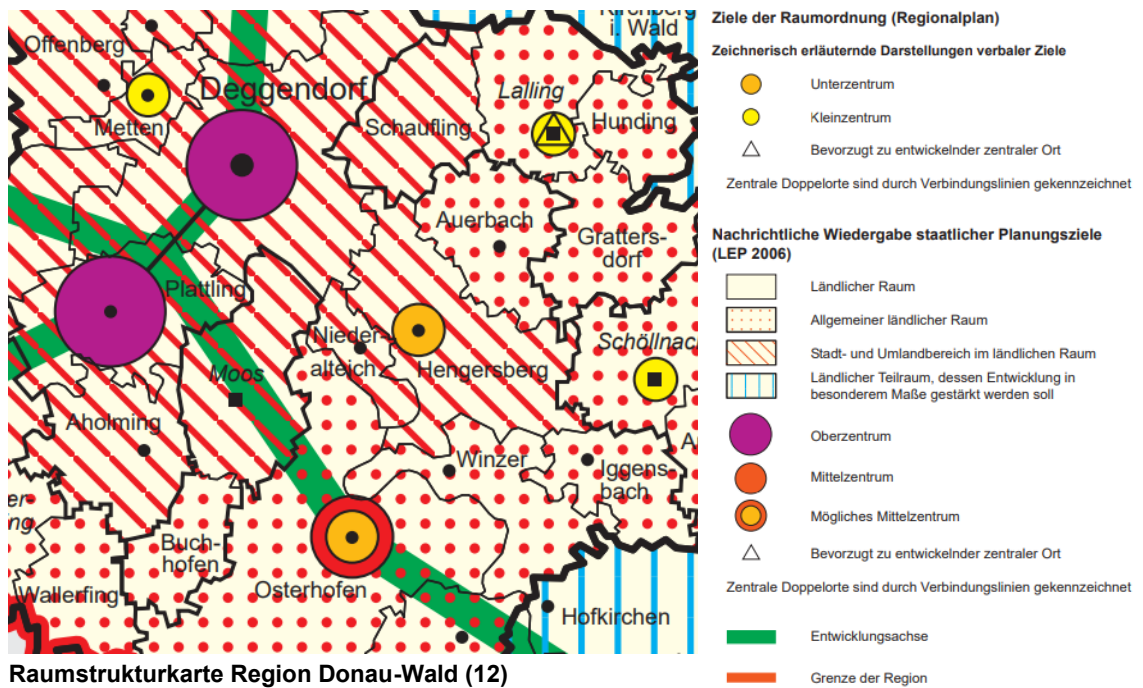 Offenberg
Kirchberg
i. Wald
Deggendorf
Lalling
Metten
Schaufling
Hunding
Auerbach
Gratters-
dorf
Plattling
Nieder-
alteich
Schöllnac
Moos
Hengersberg
Aholming
Winzer
Iggens
bach
A
er-
ng
Buch-
hofen
Osterhofen
Wallerfing
Hofkirchen
Raumstrukturkarte Region Donau-Wald (12)
Ziele der Raumordnung (Regionalplan)
Zeichnerisch erläuternde Darstellungen verbaler Ziele
Unterzentrum
Kleinzentrum
Bevorzugt zu entwickelnder zentraler Ort
Zentrale Doppelorte sind durch Verbindungslinien gekennzeichnet
Nachrichtliche Wiedergabe staatlicher Planungsziele
(LEP 2006)
Ländlicher Raum
Allgemeiner ländlicher Raum
Stadt- und Umlandbereich im ländlichen Raum
Ländlicher Teilraum, dessen Entwicklung in
besonderem Maße gestärkt werden soll
Oberzentrum
Mittelzentrum
Mögliches Mittelzentrum
Bevorzugt zu entwickelnder zentraler Ort
Zentrale Doppelorte sind durch Verbindungslinien gekennzeichnet
Entwicklungsachse
Grenze der Region